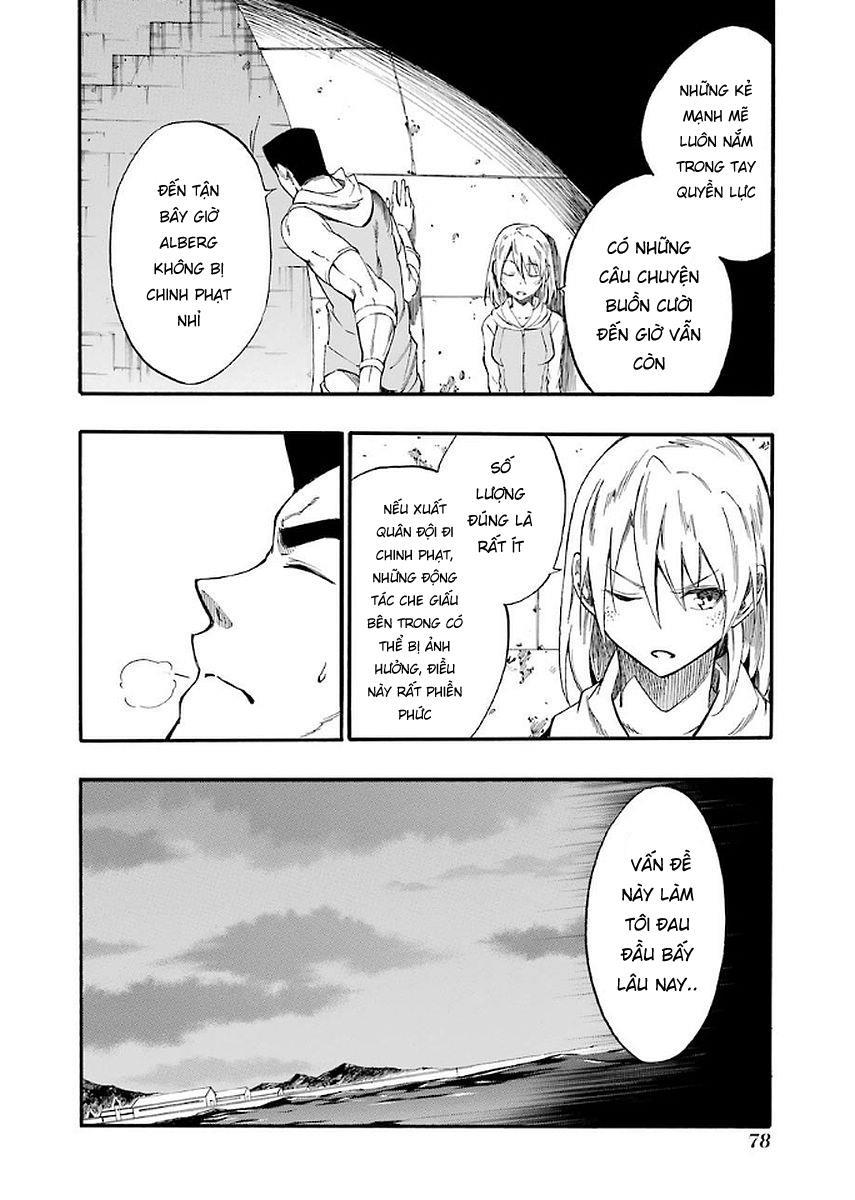 NHỮNG KẺ
MẠNH MẼ
LUÔN NẮM
TRONG TAY
QUYỀN LỰC
CÓ NHỮNG
CÂU CHUYỆN
BUỒN CƯỜI
ĐẾN GIỜ VẪN
CÒN
ĐẾN TẬN
BÂY GIỜ
ALBERG
KHÔNG BỊ
CHINH PHẠT
NHỈ
SỐ
LƯỢNG
ĐÚNG LÀ
RẤT ÍT
NẾU XUẤT
QUÂN ĐỘI ĐI
CHINH PHẠT,
NHỮNG ĐỘNG
TÁC CHE GIẤU
BÊN TRONG CÓ
THỂ BỊ ẢNH
HƯỞNG, ĐIỀU
NÀY RẤT PHIỀN
PHỨC
VẤN ĐỀ
NÀY LÀM
TÔI ĐAU
ĐẦU BẤY
LÂU NAY..
78